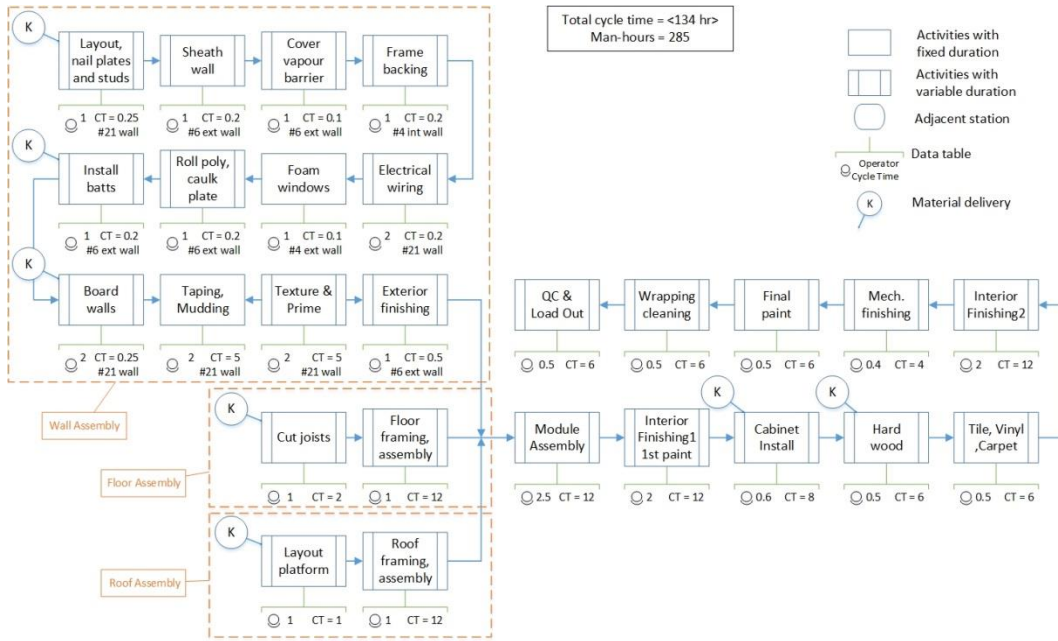 K
Layout,
nail plates
and studs
1 CT = 0.25
#21 wall
Sheath
wall
1 CT = 0.2
#6 ext wall
Cover
vapour
barrier
1 CT = 0.1
#6 ext wall
Frame
backing
1 CT = 0.2
#4 int wall
K
Install
batts
1 CT = 0.2
#6 ext wall
Roll poly,
caulk
plate
1 CT = 0.2
#6 ext wall
Foam
windows
1 CT = 0.1
#4 ext wall
Electrical
wiring
2 CT = 0.2
#21 wall
K
Board
walls
2 CT = 0.25
#21 wall
Taping,
Mudding
2 CT = 5
#21 wall
Texture &
Prime
2 CT = 5
#21 wall
Exterior
finishing
1 CT = 0.5
#6 ext wall
Wall Assembly
K
Cut joists
1 CT = 2
Floor
framing,
assembly
1 CT = 12
Floor Assembly
K
Layout
platform
1 CT = 1
Roof
framing,
assembly
1 CT = 12
Roof Assembly
Total cycle time = <134 hr>
Man-hours = 285
Activities with
fixed duration
Activities with
variable duration
Adjacent station
Data table
Operator
Cycle Time
K
Material delivery
QC &
Load Out
0.5 CT = 6
Wrapping
cleaning
0.5 CT = 6
Final
paint
0.5 CT = 6
Mech.
finishing
0.4 CT = 4
Interior
Finishing2
2 CT = 12
Module
Assembly
2.5 CT = 12
Interior
Finishing1
1st paint
2 CT = 12
K
Cabinet
Install
0.6 CT = 8
K
Hard
wood
0.5 CT = 6
Tile, Vinyl
,Carpet
0.5 CT = 6